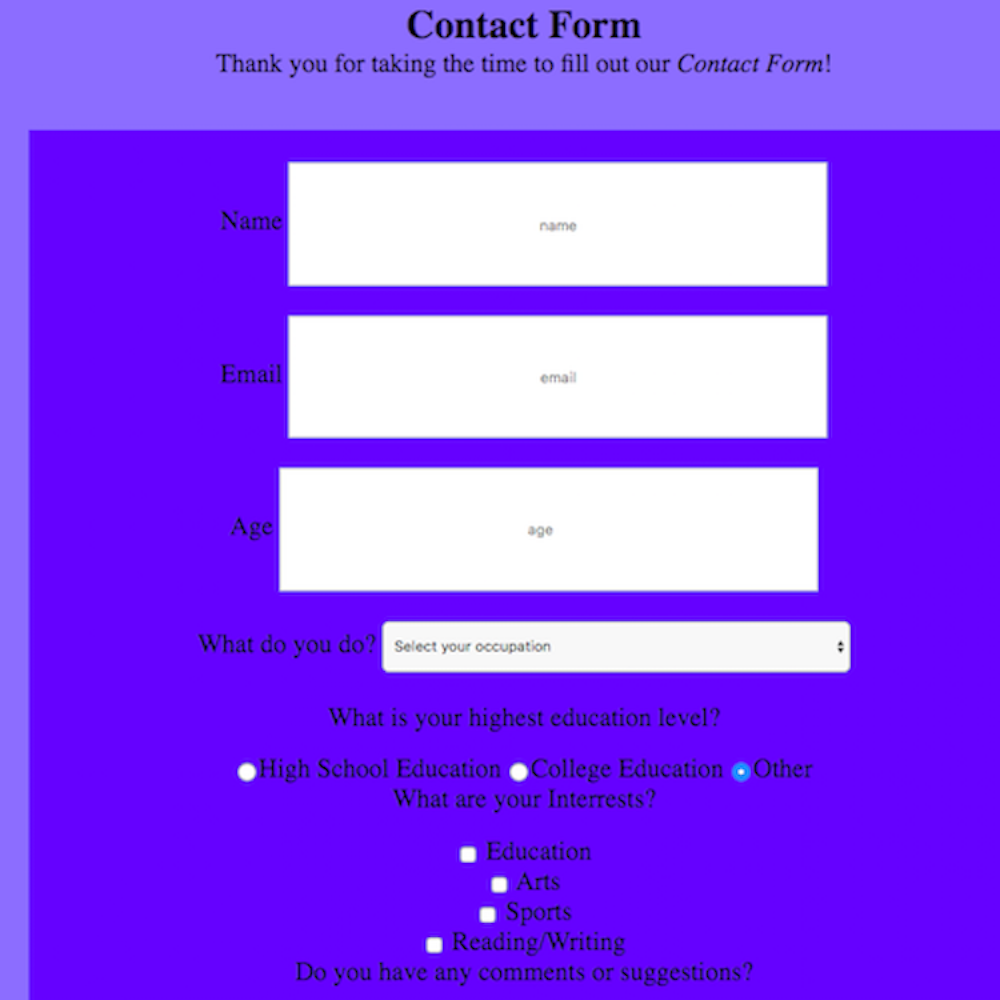 Contact Form
Thank you for taking the time to fill out our Contact Form!
Name name
Email email
Age age
What do you do? Select your occupation
What is your highest education level?
High School Education College Education Other
What are your Interrests?
Education
Arts
Sports
Reading/Writing
Do you have any comments or suggestions?